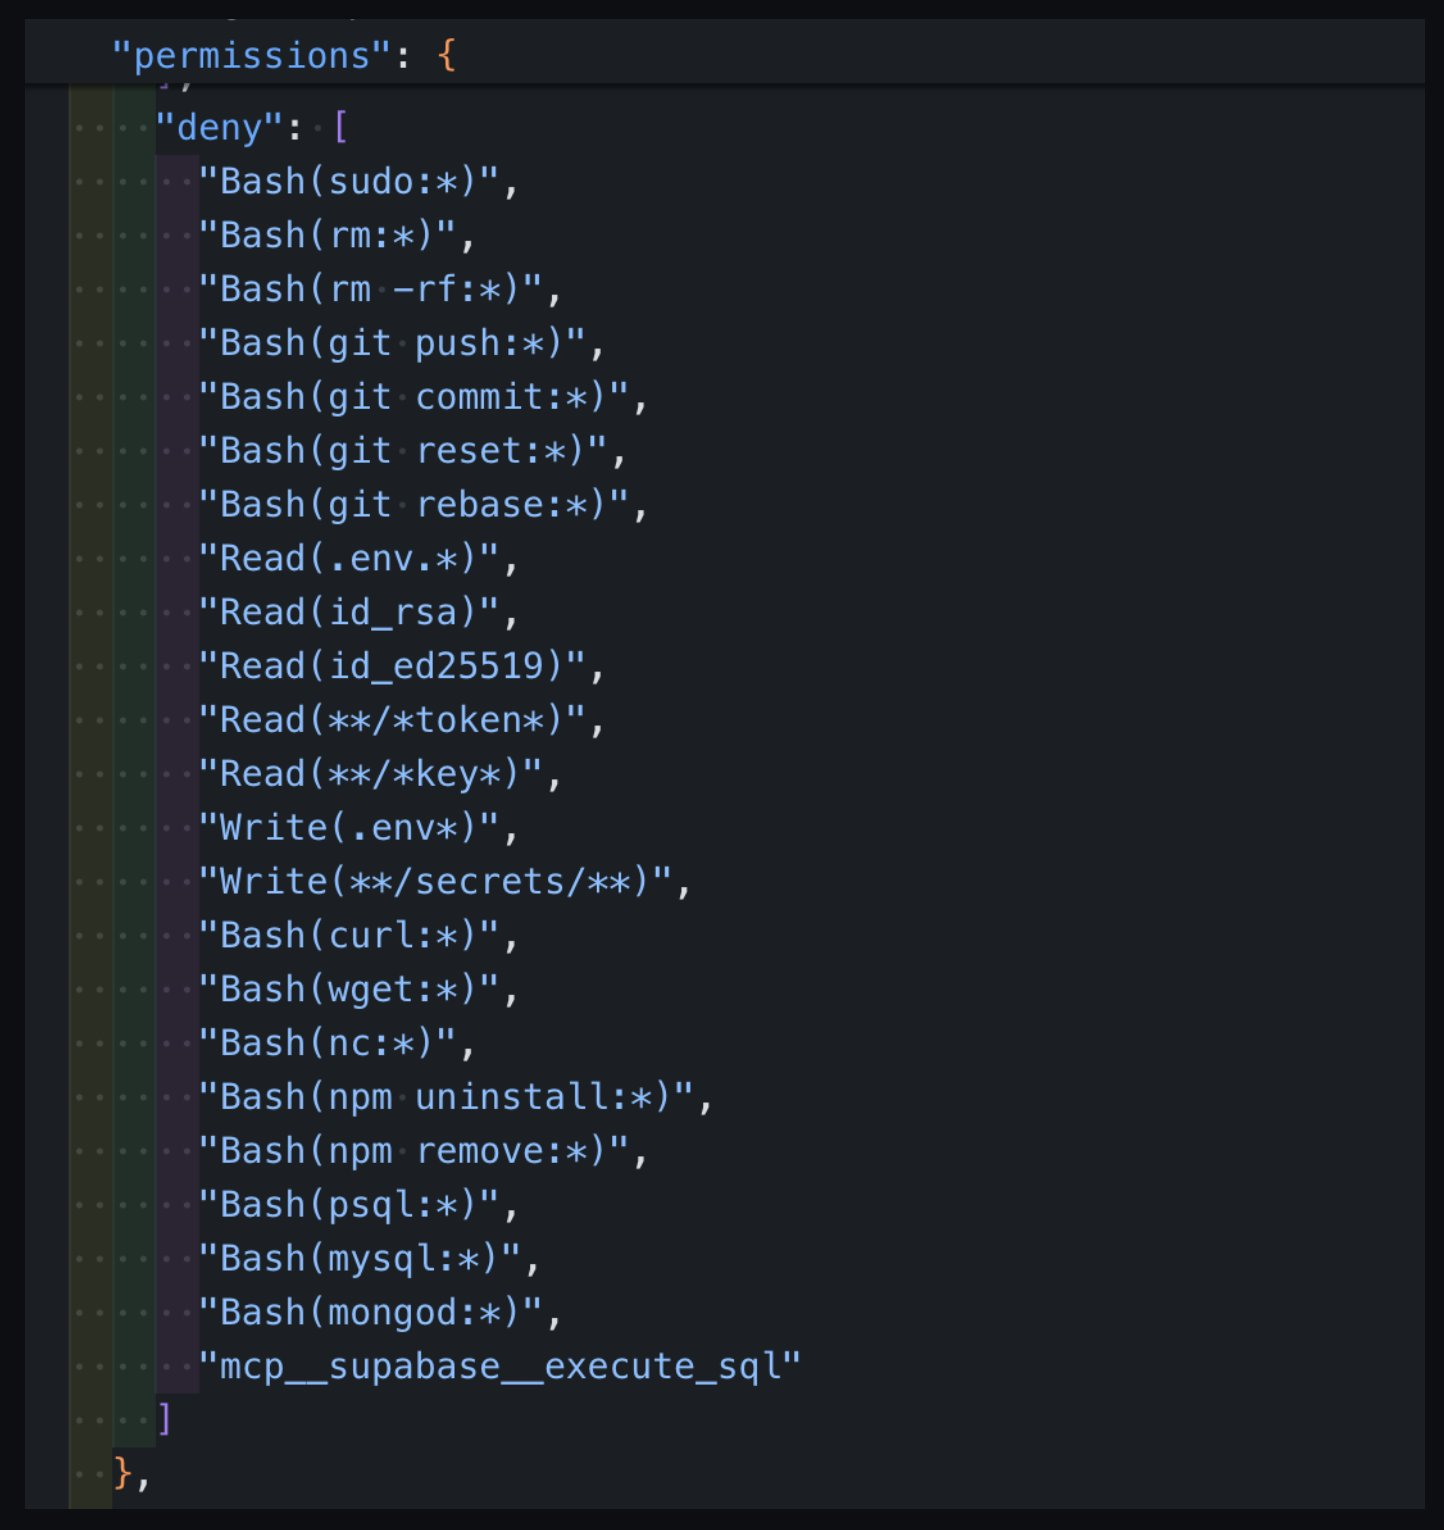 "permissions": {
],
"deny": [
"Bash(sudo:*)",
"Bash(rm:*)",
"Bash(rm -rf:*)",
"Bash(git push:*)",
"Bash(git commit:*)",
"Bash(git reset:*)",
"Bash(git rebase:*)",
"Read(.env.*)",
"Read(id_rsa)",
"Read(id_ed25519)",
"Read(**/*token*)",
"Read(**/*key*)",
"Write(.env*)",
"Write(**/secrets/**)",
"Bash(curl:*)",
"Bash(wget:*)",
"Bash(nc:*)",
"Bash(npm uninstall:*)",
"Bash(npm remove:*)",
"Bash(psql:*)",
"Bash(mysql:*)",
"Bash(mongod:*)",
"mcp__supabase__execute_sql"
]
},